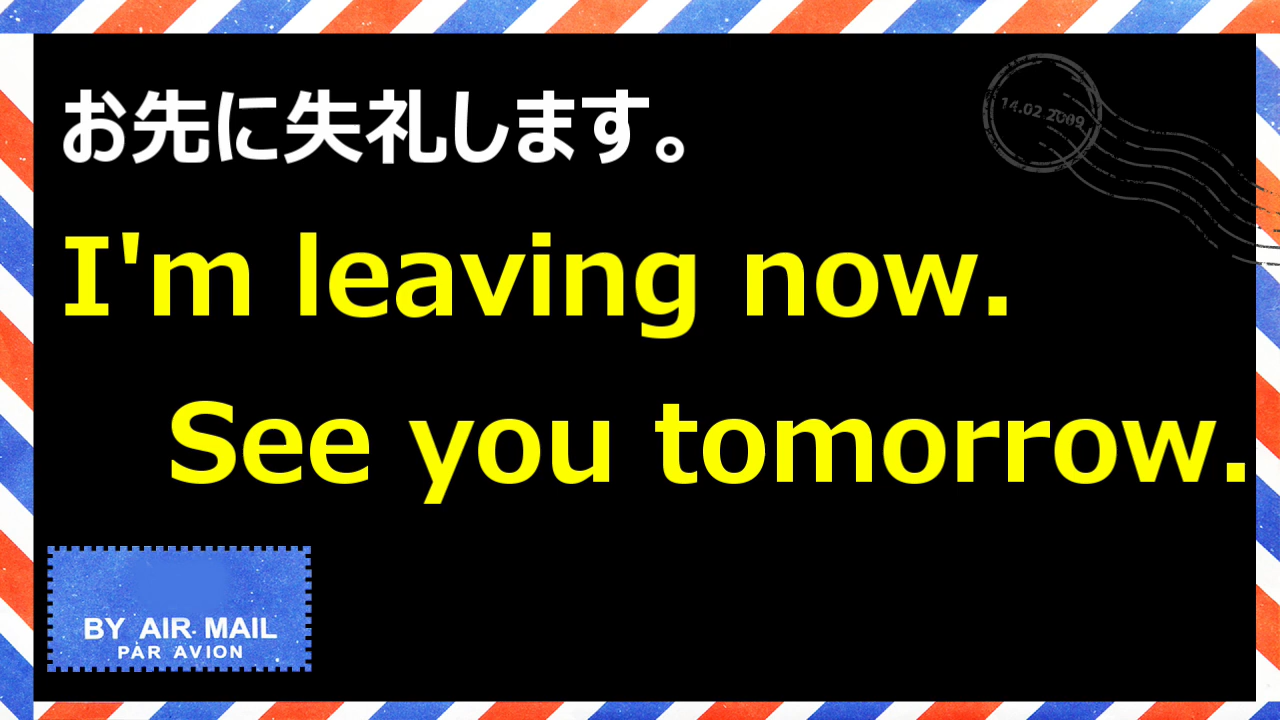 お先に失礼します。
14.02 2009
I'm leaving now.
See you tomorrow.
BY AIR MAIL
PAR AVION